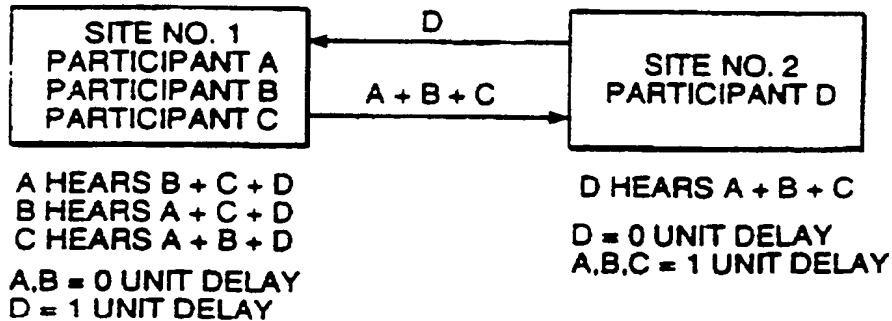 SITE NO. 1
PARTICIPANT A
PARTICIPANT B
PARTICIPANT C
D
A + B + C
SITE NO. 2
PARTICIPANT D
A HEARS B + C + D
B HEARS A + C + D
C HEARS A + B + D
A,B = 0 UNIT DELAY
D = 1 UNIT DELAY
D HEARS A + B + C
D = 0 UNIT DELAY
A,B,C = 1 UNIT DELAY